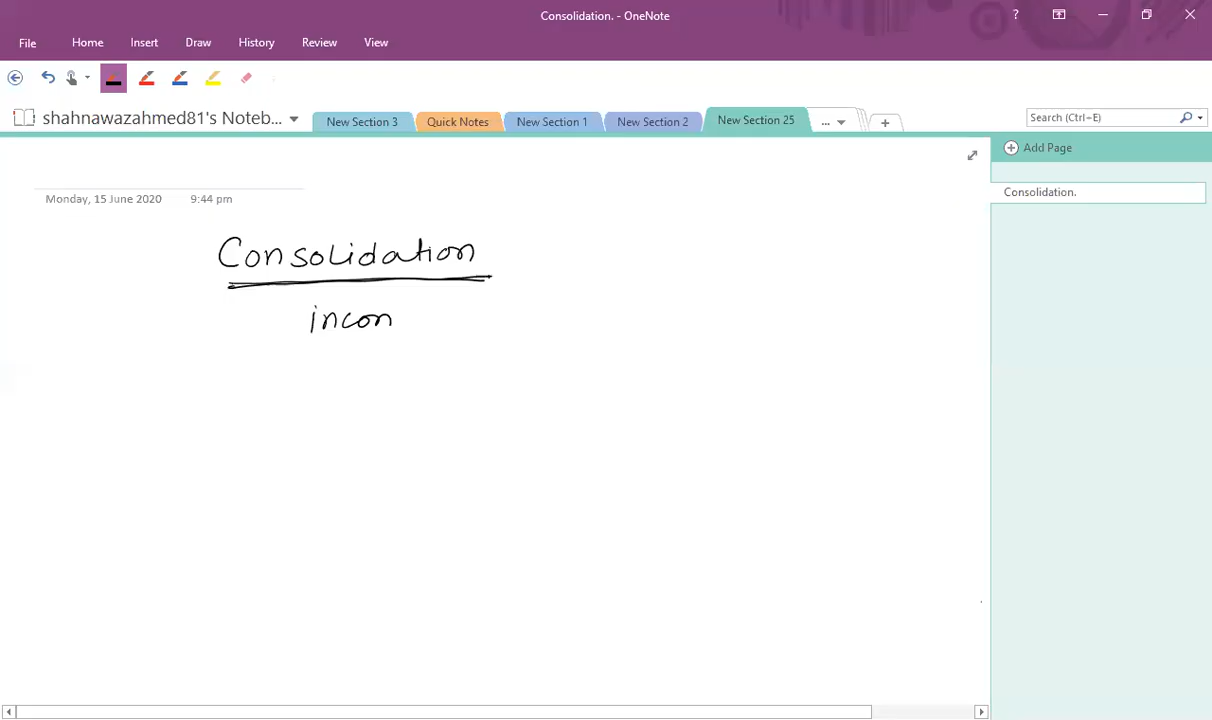 Consolidation. - OneNote
?
File Home Insert Draw History Review View
shahnawazahmed81's Noteb... New Section 3 Quick Notes New Section 1 New Section 2 New Section 25 ... + Search (Ctrl+E)
Add Page
Consolidation.
Monday, 15 June 2020 9:44 pm
Consolidation
incon